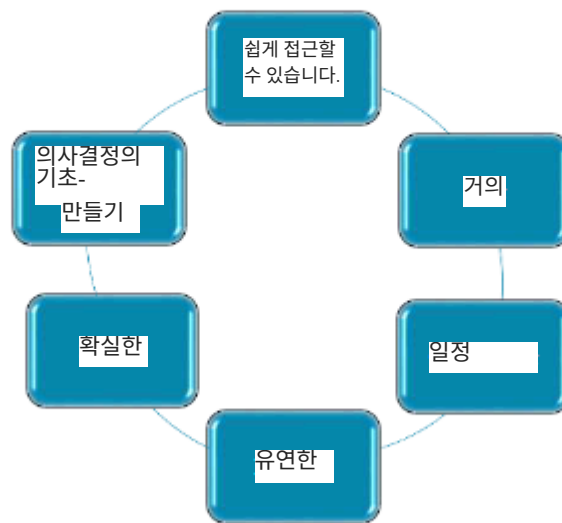 쉽게 접근할
수 있습니다.
거의
일정
유연한
확실한
의사결정의
기초-
만들기